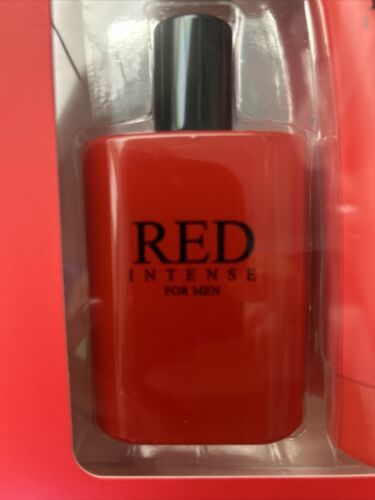 RED
INTENSE
FOR MEN